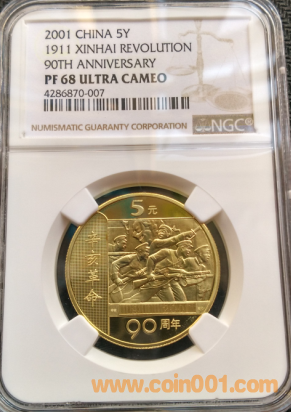 2001 CHINA 5Y
1911 XINHAI REVOLUTION
90TH ANNIVERSARY
PF 68 ULTRA CAMEO
4286870-007
NUMISMATIC GUARANTY CORPORATION
NGC
5元
辛亥革命
90周年
www.coin001.com